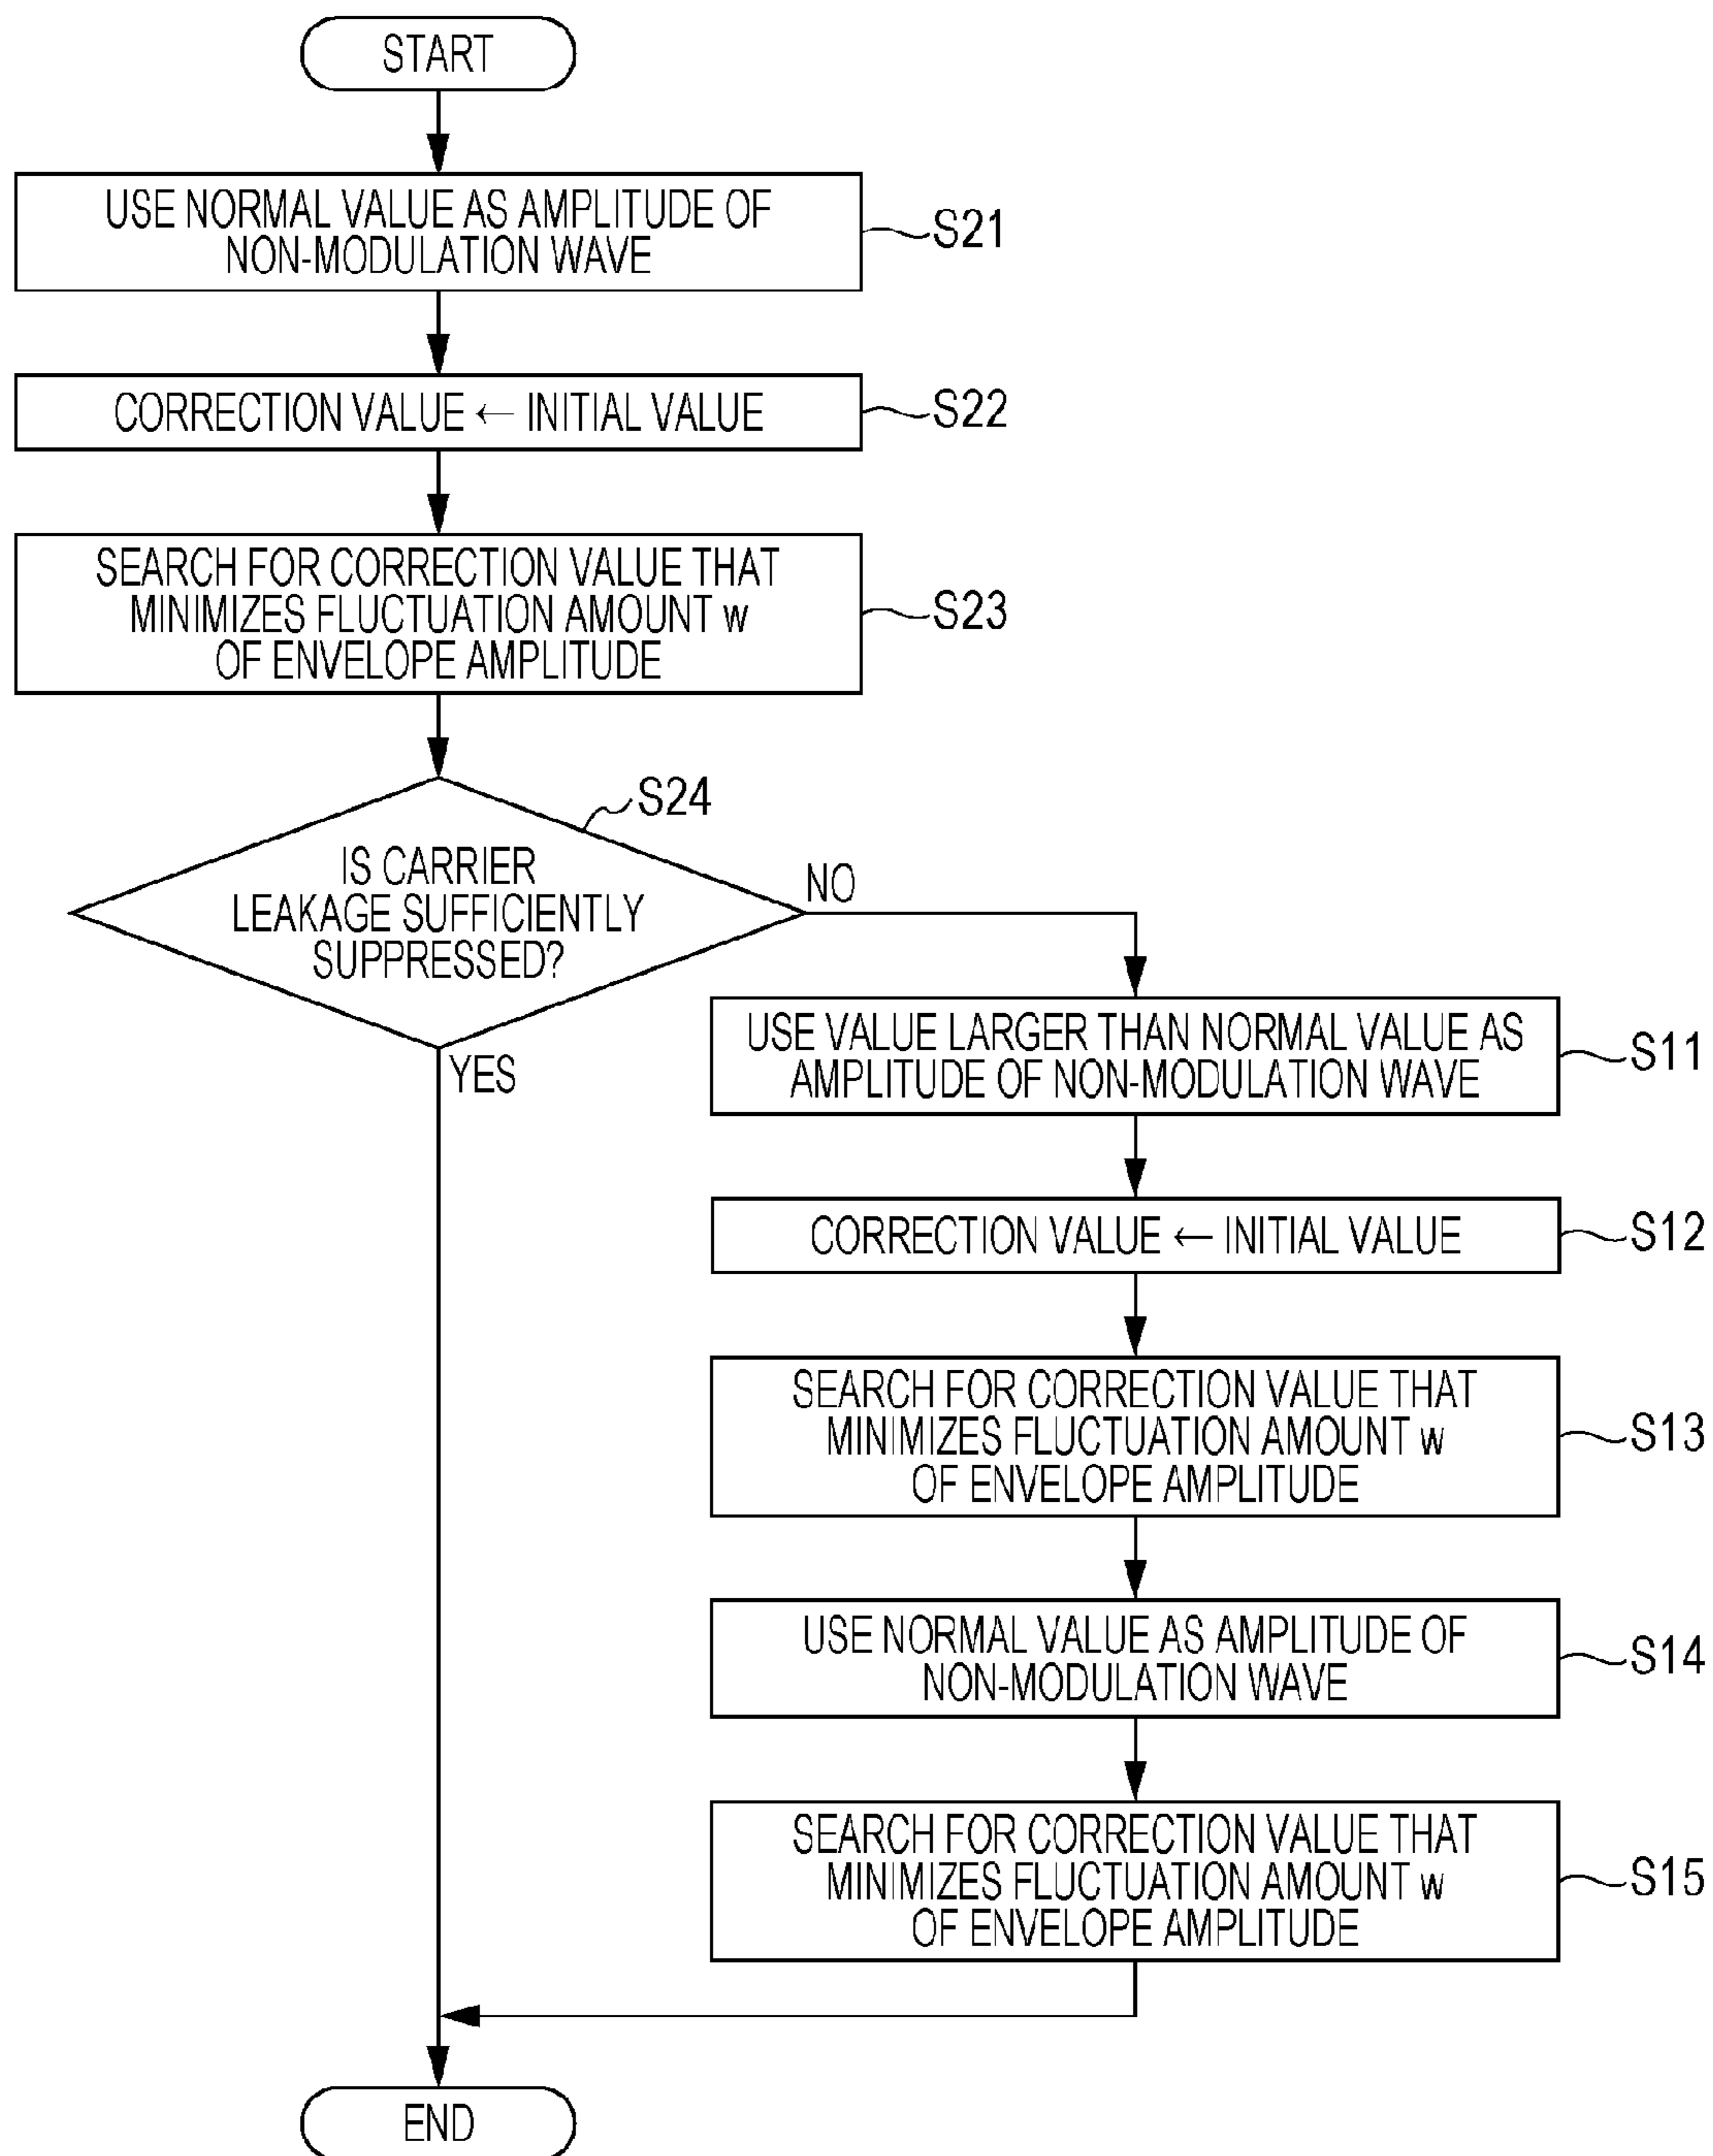 START
USE NORMAL VALUE AS AMPLITUDE OF
NON-MODULATION WAVE
S21
CORRECTION VALUE ← INITIAL VALUE
S22
SEARCH FOR CORRECTION VALUE THAT
MINIMIZES FLUCTUATION AMOUNT w
OF ENVELOPE AMPLITUDE
S23
S24
IS CARRIER
LEAKAGE SUFFICIENTLY
SUPPRESSED?
NO
YES
USE VALUE LARGER THAN NORMAL VALUE AS
AMPLITUDE OF NON-MODULATION WAVE
S11
CORRECTION VALUE ← INITIAL VALUE
S12
SEARCH FOR CORRECTION VALUE THAT
MINIMIZES FLUCTUATION AMOUNT w
OF ENVELOPE AMPLITUDE
S13
USE NORMAL VALUE AS AMPLITUDE OF
NON-MODULATION WAVE
S14
SEARCH FOR CORRECTION VALUE THAT
MINIMIZES FLUCTUATION AMOUNT w
OF ENVELOPE AMPLITUDE
S15
END